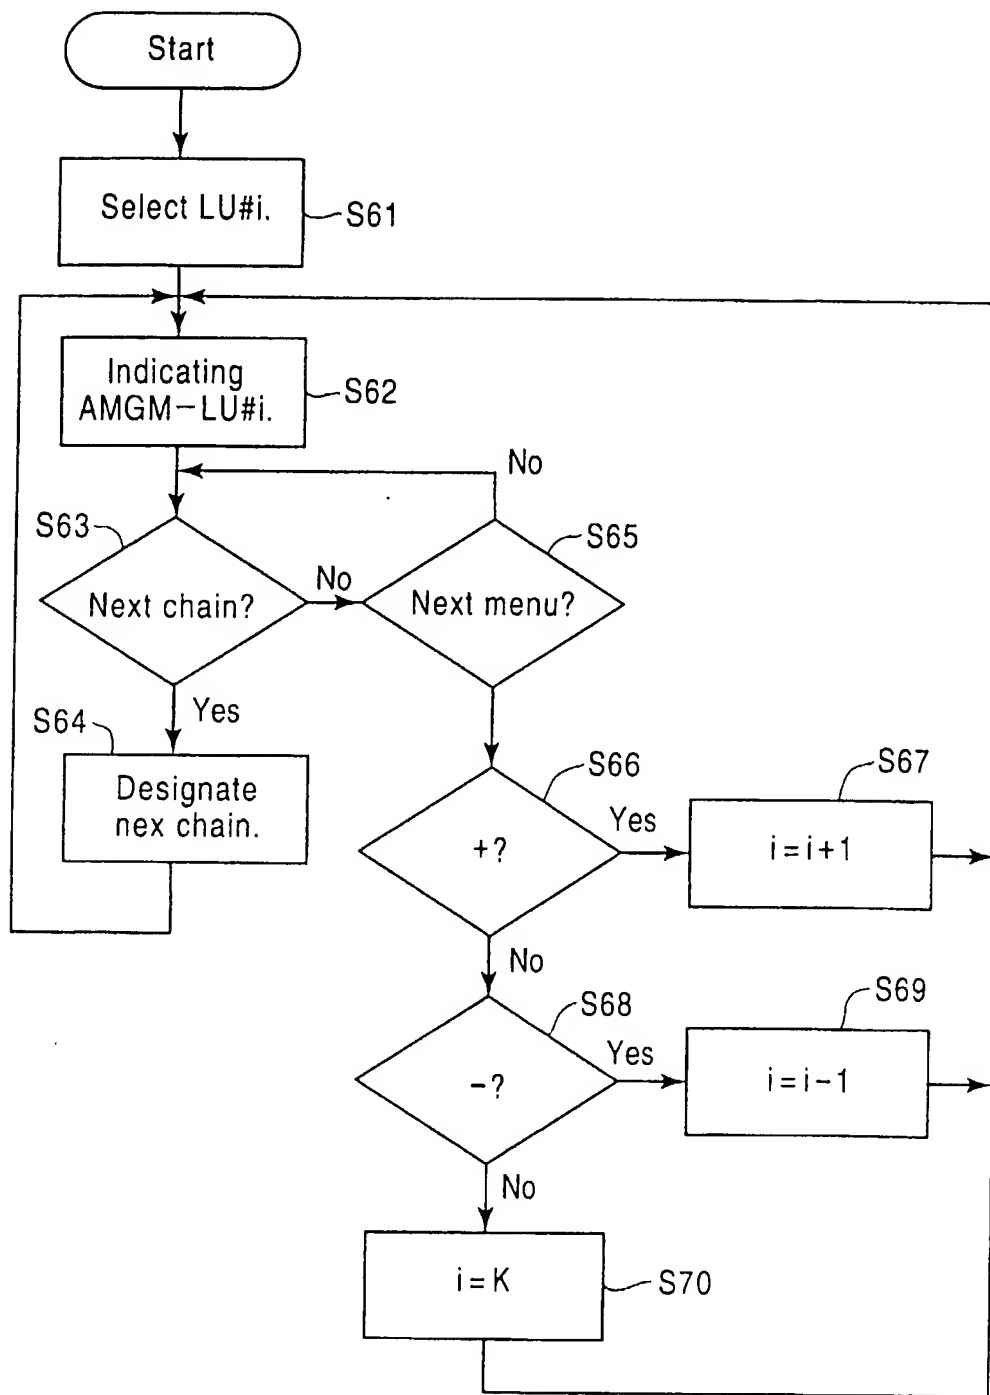 Start
Select LU#i.
S61
Indicating
AMGM-LU#i.
S62
No
S63
Next chain?
No
S65
Next menu?
Yes
S64
Designate
nex chain.
S66
+?
Yes
S67
i=i+1
No
S68
-?
Yes
S69
i=i-1
No
i=K
S70